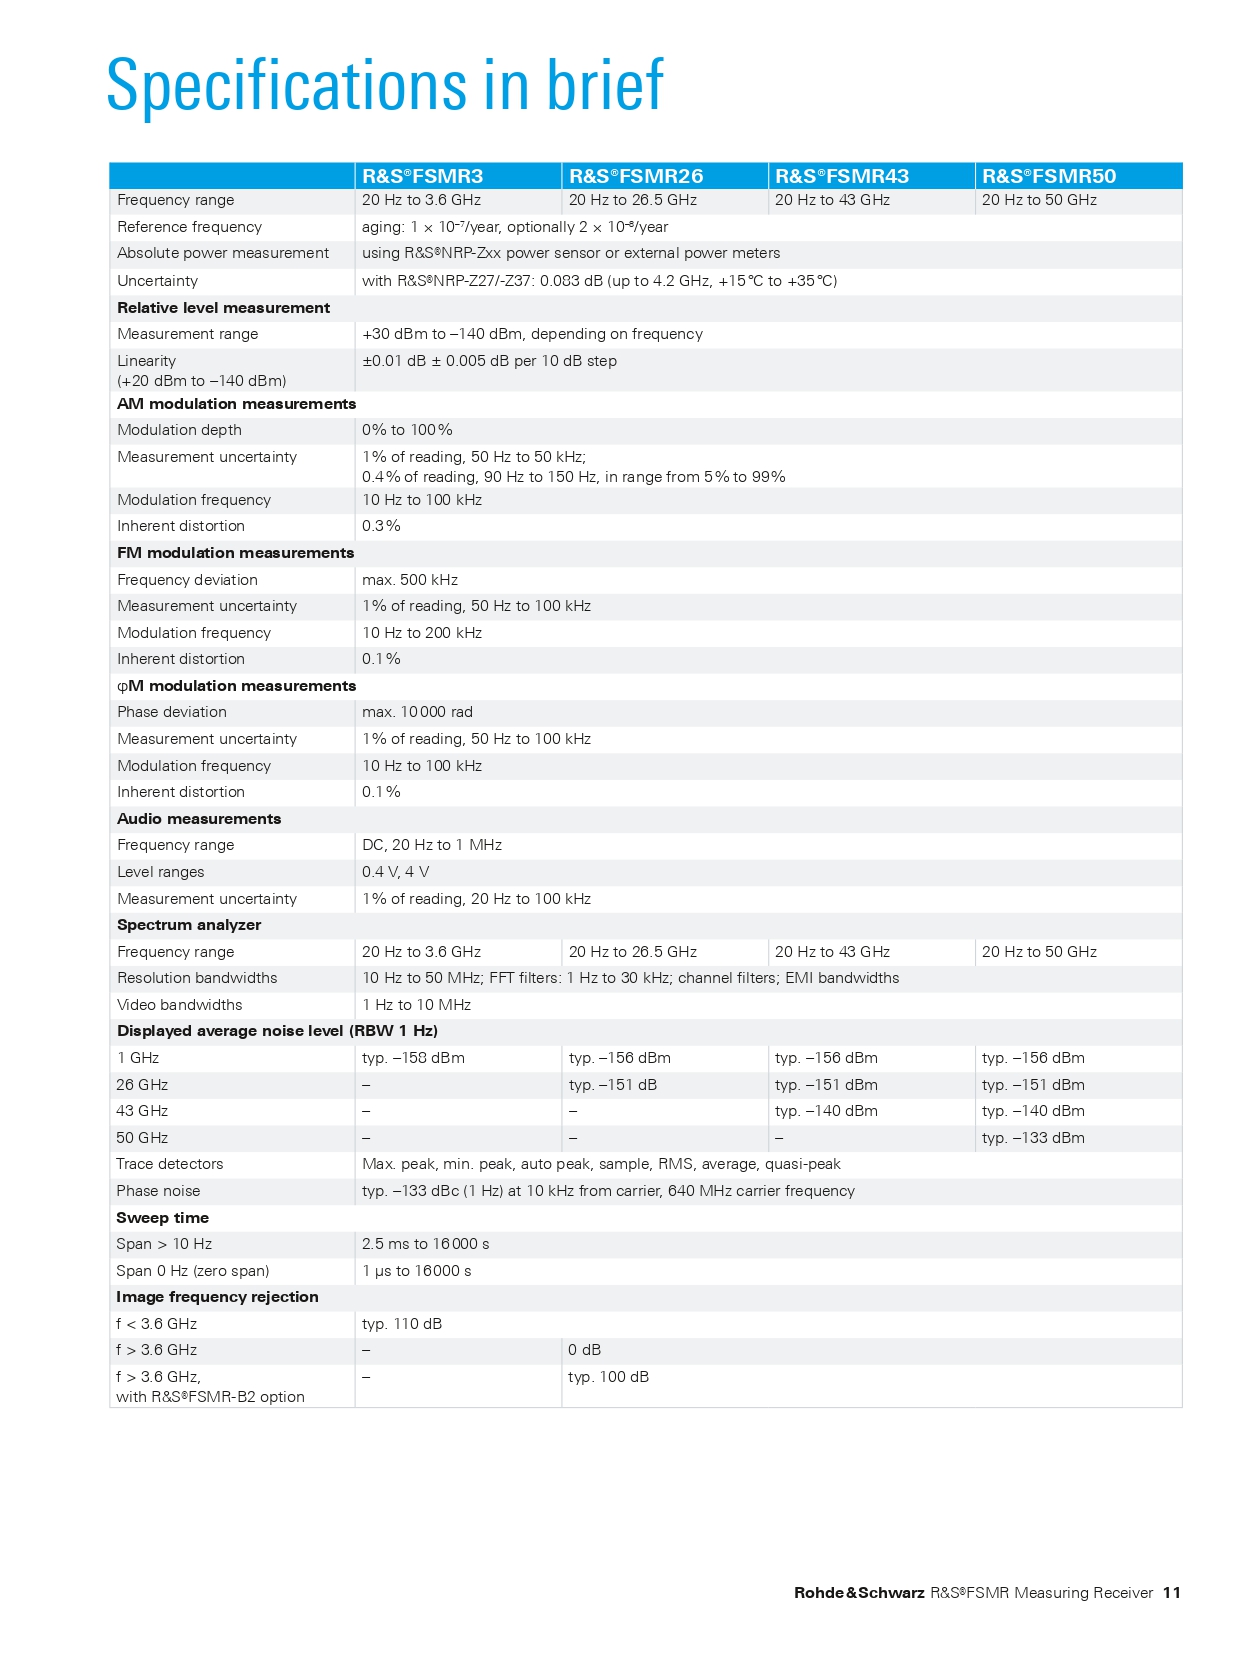 Specifications in brief
R&S®FSMR3 R&S®FSMR26 R&S®FSMR43 R&S®FSMR50
Frequency range 20 Hz to 3.6 GHz 20 Hz to 26.5 GHz 20 Hz to 43 GHz 20 Hz to 50 GHz
Reference frequency aging: 1 × 10⁻⁷/year, optionally 2 × 10⁻⁸/year
Absolute power measurement using R&S®NRP-Zxx power sensor or external power meters
Uncertainty with R&S®NRP-Z27/-Z37: 0.083 dB (up to 4.2 GHz, +15 °C to +35 °C)
Relative level measurement
Measurement range +30 dBm to –140 dBm, depending on frequency
Linearity ±0.01 dB ± 0.005 dB per 10 dB step
(+20 dBm to –140 dBm)
AM modulation measurements
Modulation depth 0 % to 100 %
Measurement uncertainty 1 % of reading, 50 Hz to 50 kHz;
0.4 % of reading, 90 Hz to 150 Hz, in range from 5 % to 99 %
Modulation frequency 10 Hz to 100 kHz
Inherent distortion 0.3 %
FM modulation measurements
Frequency deviation max. 500 kHz
Measurement uncertainty 1 % of reading, 50 Hz to 100 kHz
Modulation frequency 10 Hz to 200 kHz
Inherent distortion 0.1 %
φM modulation measurements
Phase deviation max. 10 000 rad
Measurement uncertainty 1 % of reading, 50 Hz to 100 kHz
Modulation frequency 10 Hz to 100 kHz
Inherent distortion 0.1 %
Audio measurements
Frequency range DC, 20 Hz to 1 MHz
Level ranges 0.4 V, 4 V
Measurement uncertainty 1 % of reading, 20 Hz to 100 kHz
Spectrum analyzer
Frequency range 20 Hz to 3.6 GHz 20 Hz to 26.5 GHz 20 Hz to 43 GHz 20 Hz to 50 GHz
Resolution bandwidths 10 Hz to 50 MHz; FFT filters: 1 Hz to 30 kHz; channel filters; EMI bandwidths
Video bandwidths 1 Hz to 10 MHz
Displayed average noise level (RBW 1 Hz)
1 GHz typ. –158 dBm typ. –156 dBm typ. –156 dBm typ. –156 dBm
26 GHz – typ. –151 dB typ. –151 dBm typ. –151 dBm
43 GHz – – typ. –140 dBm typ. –140 dBm
50 GHz – – – typ. –133 dBm
Trace detectors Max. peak, min. peak, auto peak, sample, RMS, average, quasi-peak
Phase noise typ. –133 dBc (1 Hz) at 10 kHz from carrier, 640 MHz carrier frequency
Sweep time
Span > 10 Hz 2.5 ms to 16 000 s
Span 0 Hz (zero span) 1 µs to 16 000 s
Image frequency rejection
f < 3.6 GHz typ. 110 dB
f > 3.6 GHz – 0 dB
f > 3.6 GHz, – typ. 100 dB
with R&S®FSMR-B2 option
Rohde & Schwarz R&S®FSMR Measuring Receiver 11